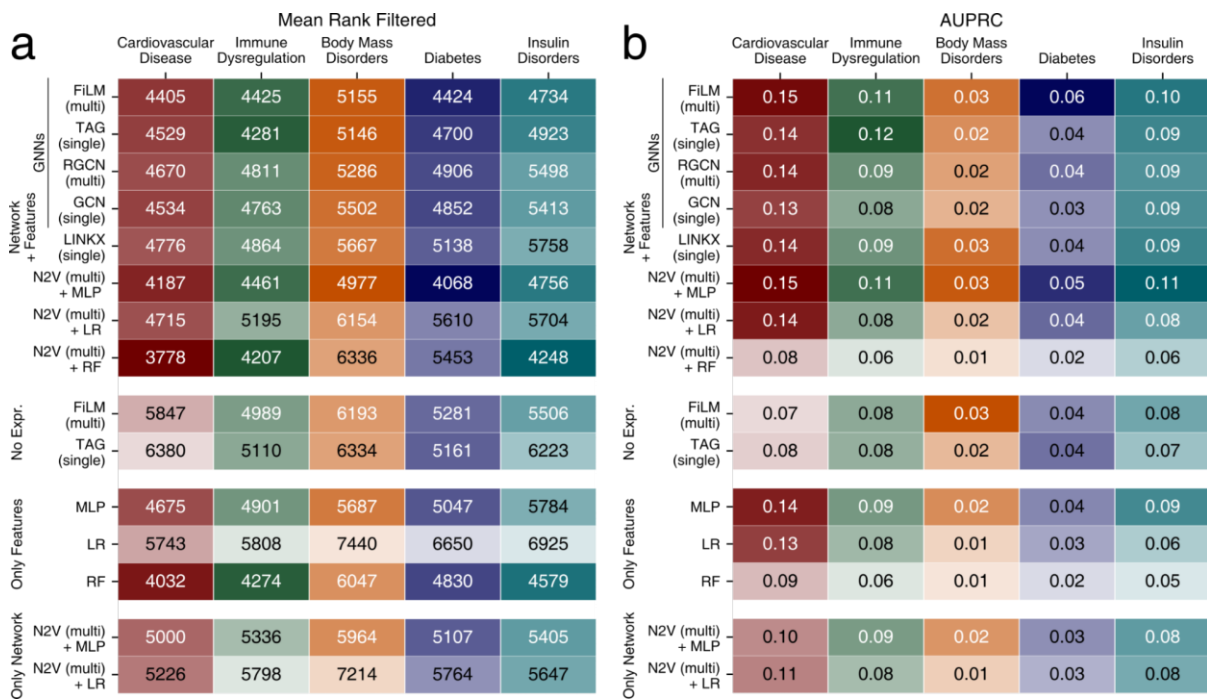 a
Mean Rank Filtered
Cardiovascular Disease
Immune Dysregulation
Body Mass Disorders
Diabetes
Insulin Disorders
Network + Features
GNNs
FiLM (multi) 4405 4425 5155 4424 4734
TAG (single) 4529 4281 5146 4700 4923
RGCN (multi) 4670 4811 5286 4906 5498
GCN (single) 4534 4763 5502 4852 5413
LINKX (single) 4776 4864 5667 5138 5758
N2V (multi) + MLP 4187 4461 4977 4068 4756
N2V (multi) + LR 4715 5195 6154 5610 5704
N2V (multi) + RF 3778 4207 6336 5453 4248
No Expr.
FiLM (multi) 5847 4989 6193 5281 5506
TAG (single) 6380 5110 6334 5161 6223
Only Features
MLP 4675 4901 5687 5047 5784
LR 5743 5808 7440 6650 6925
RF 4032 4274 6047 4830 4579
Only Network
N2V (multi) + MLP 5000 5336 5964 5107 5405
N2V (multi) + LR 5226 5798 7214 5764 5647
b
AUPRC
Cardiovascular Disease
Immune Dysregulation
Body Mass Disorders
Diabetes
Insulin Disorders
Network + Features
GNNs
FiLM (multi) 0.15 0.11 0.03 0.06 0.10
TAG (single) 0.14 0.12 0.02 0.04 0.09
RGCN (multi) 0.14 0.09 0.02 0.04 0.09
GCN (single) 0.13 0.08 0.02 0.03 0.09
LINKX (single) 0.14 0.09 0.03 0.04 0.09
N2V (multi) + MLP 0.15 0.11 0.03 0.05 0.11
N2V (multi) + LR 0.14 0.08 0.02 0.04 0.08
N2V (multi) + RF 0.08 0.06 0.01 0.02 0.06
No Expr.
FiLM (multi) 0.07 0.08 0.03 0.04 0.08
TAG (single) 0.08 0.08 0.02 0.04 0.07
Only Features
MLP 0.14 0.09 0.02 0.04 0.09
LR 0.13 0.08 0.01 0.03 0.06
RF 0.09 0.06 0.01 0.02 0.05
Only Network
N2V (multi) + MLP 0.10 0.09 0.02 0.03 0.08
N2V (multi) + LR 0.11 0.08 0.01 0.03 0.08